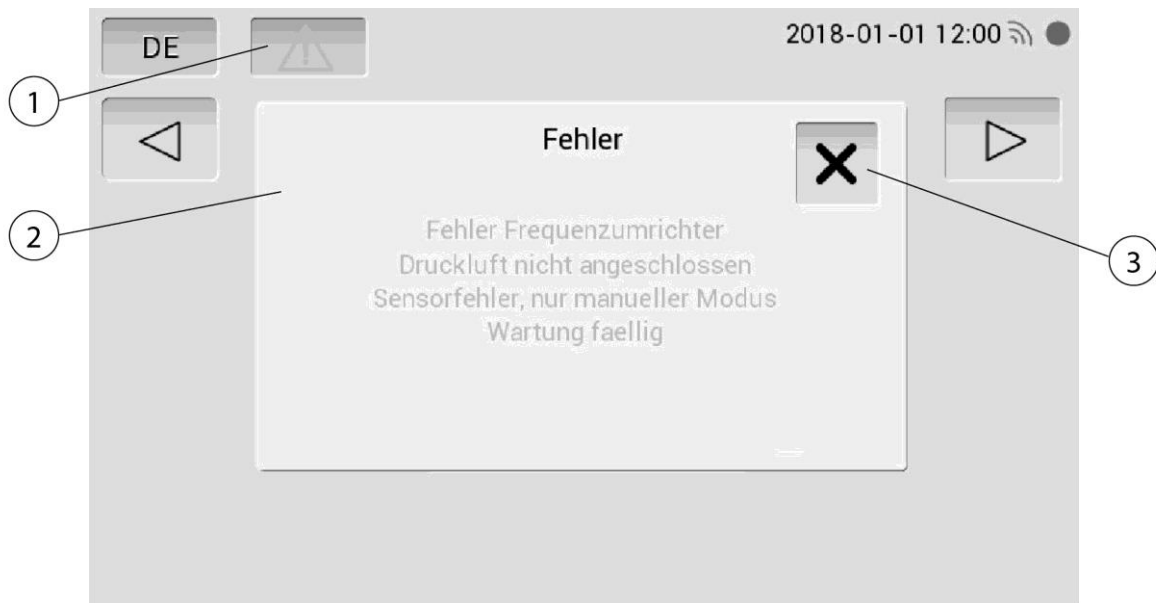 DE
2018-01-01 12:00
1
Fehler
2
Fehler Frequenzumrichter
Druckluft nicht angeschlossen
3
Sensorfehler, nur manueller Modus
Wartung faellig